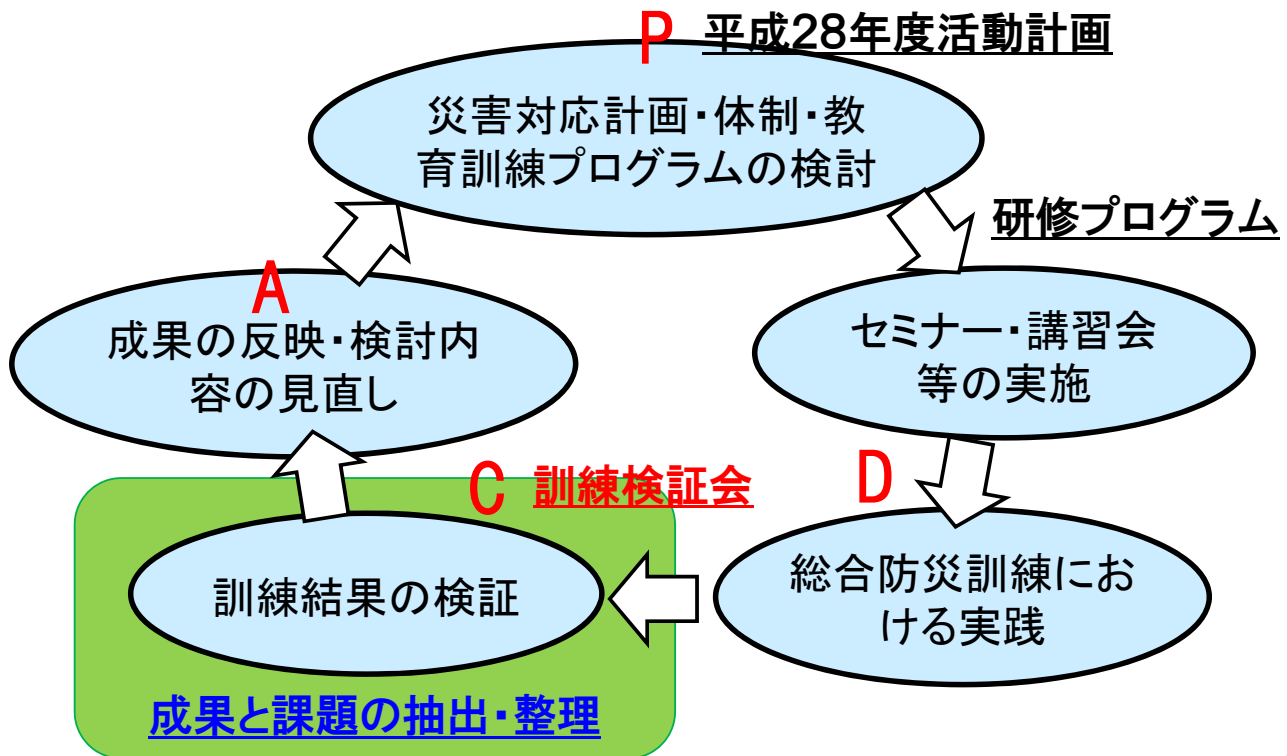 P 平成28年度活動計画
災害対応計画・体制・教
育訓練プログラムの検討
研修プログラム
セミナー・講習会
等の実施
D
総合防災訓練にお
ける実践
C 訓練検証会
訓練結果の検証
成果と課題の抽出・整理
A
成果の反映・検討内
容の見直し